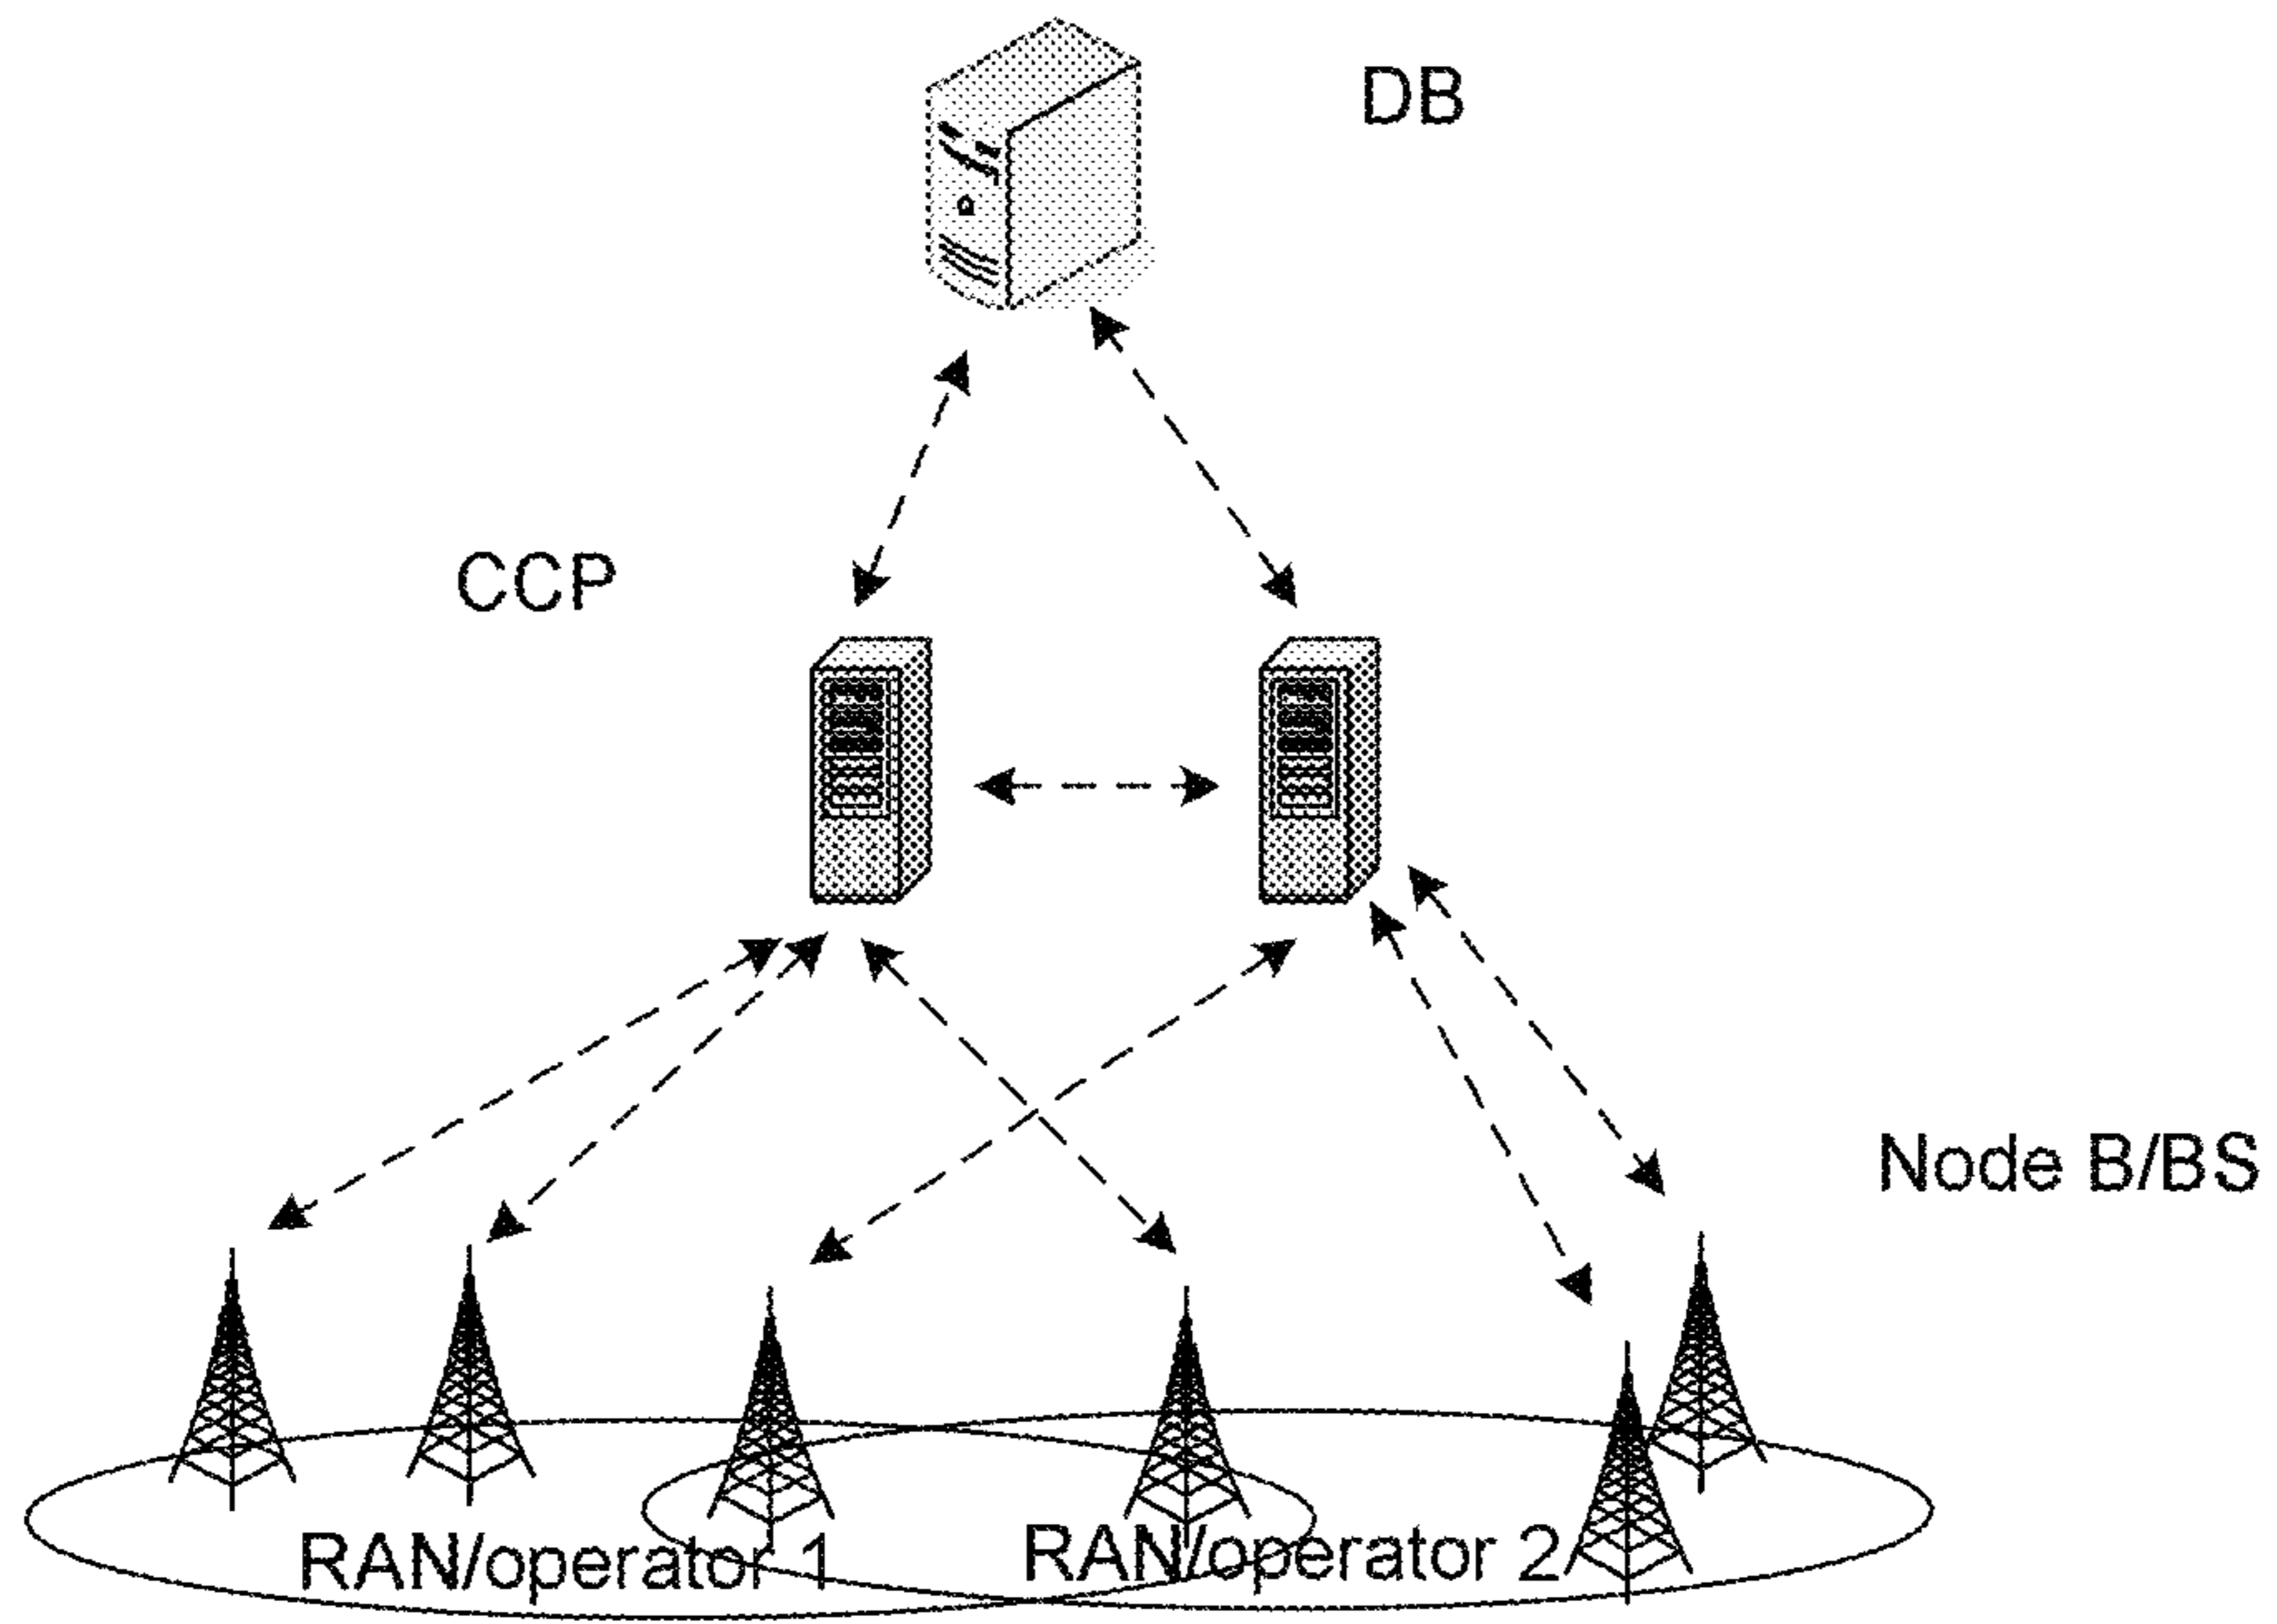 DB
CCP
Node B/BS
RAN/operator 1
RAN/operator 2